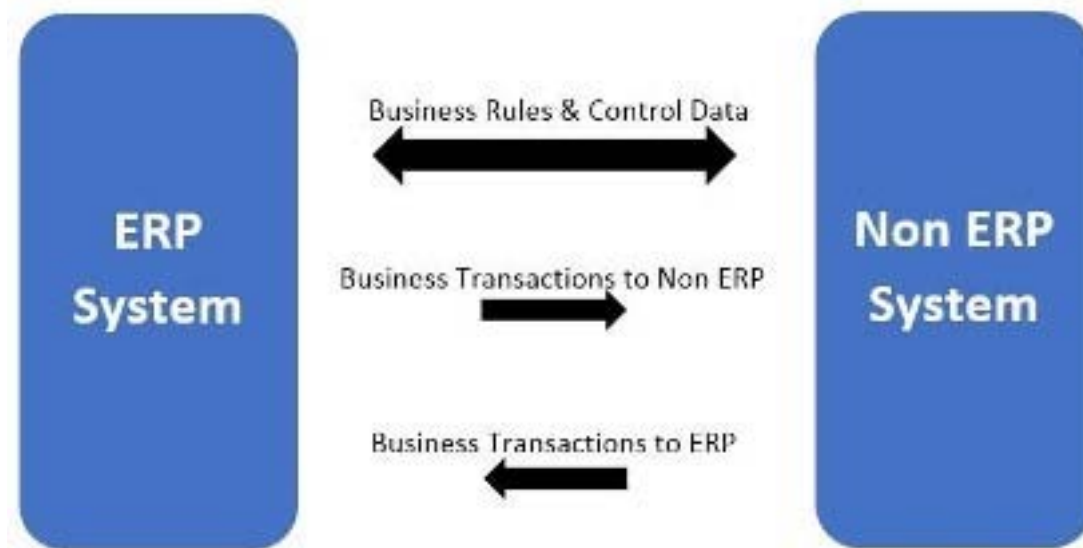 ERP
System
Business Rules & Control Data
Business Transactions to Non ERP
Business Transactions to ERP
Non ERP
System